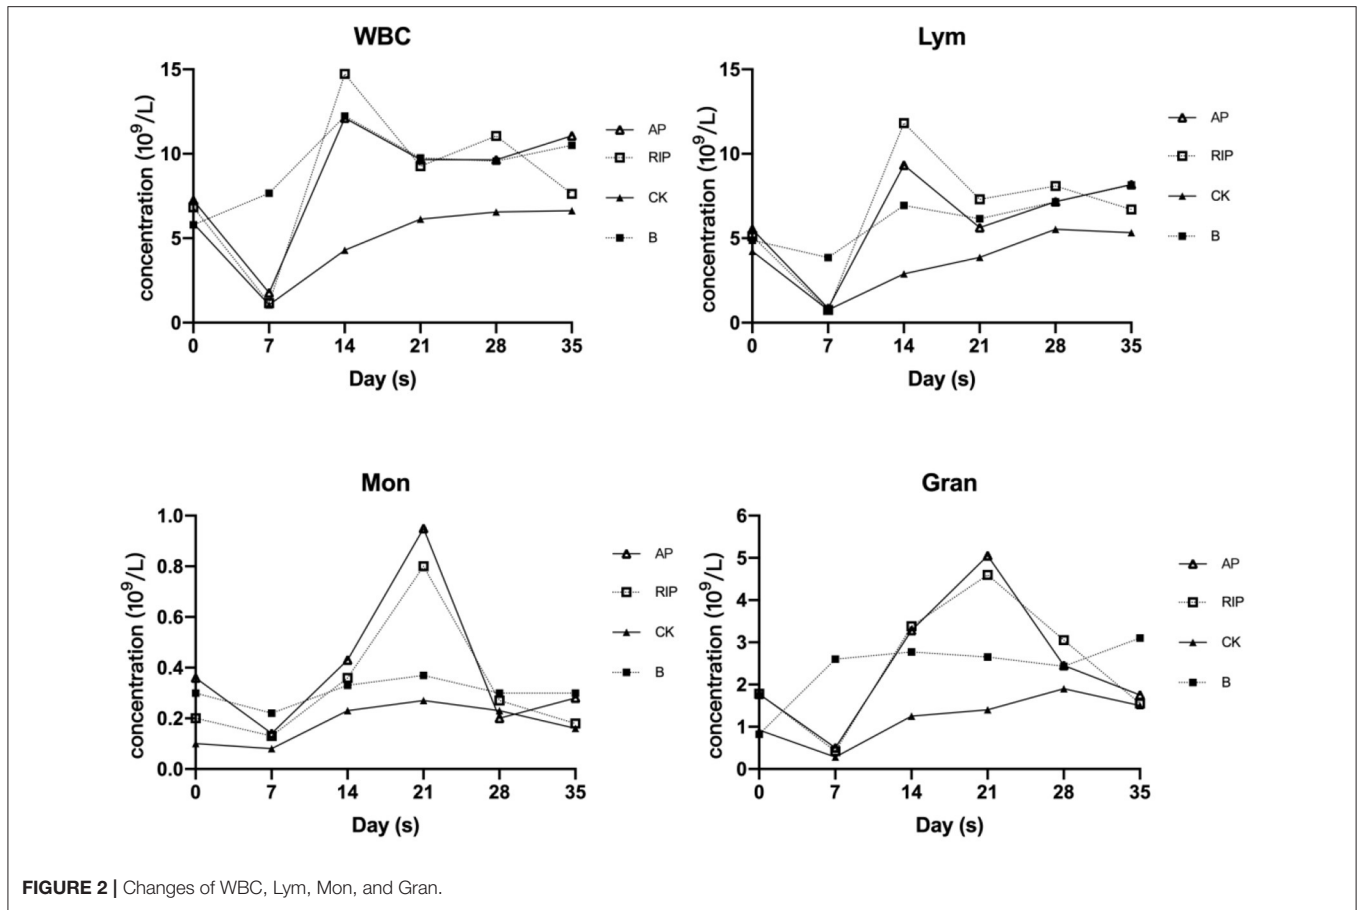 WBC
15
10
5
0
concentration (10⁹/L)
0 7 14 21 28 35
Day (s)
AP
RIP
CK
B
Lym
15
10
5
0
concentration (10⁹/L)
0 7 14 21 28 35
Day (s)
AP
RIP
CK
B
Mon
1.0
0.8
0.6
0.4
0.2
0.0
concentration (10⁹/L)
0 7 14 21 28 35
Day (s)
AP
RIP
CK
B
Gran
6
5
4
3
2
1
0
concentration (10⁹/L)
0 7 14 21 28 35
Day (s)
AP
RIP
CK
B
FIGURE 2 | Changes of WBC, Lym, Mon, and Gran.